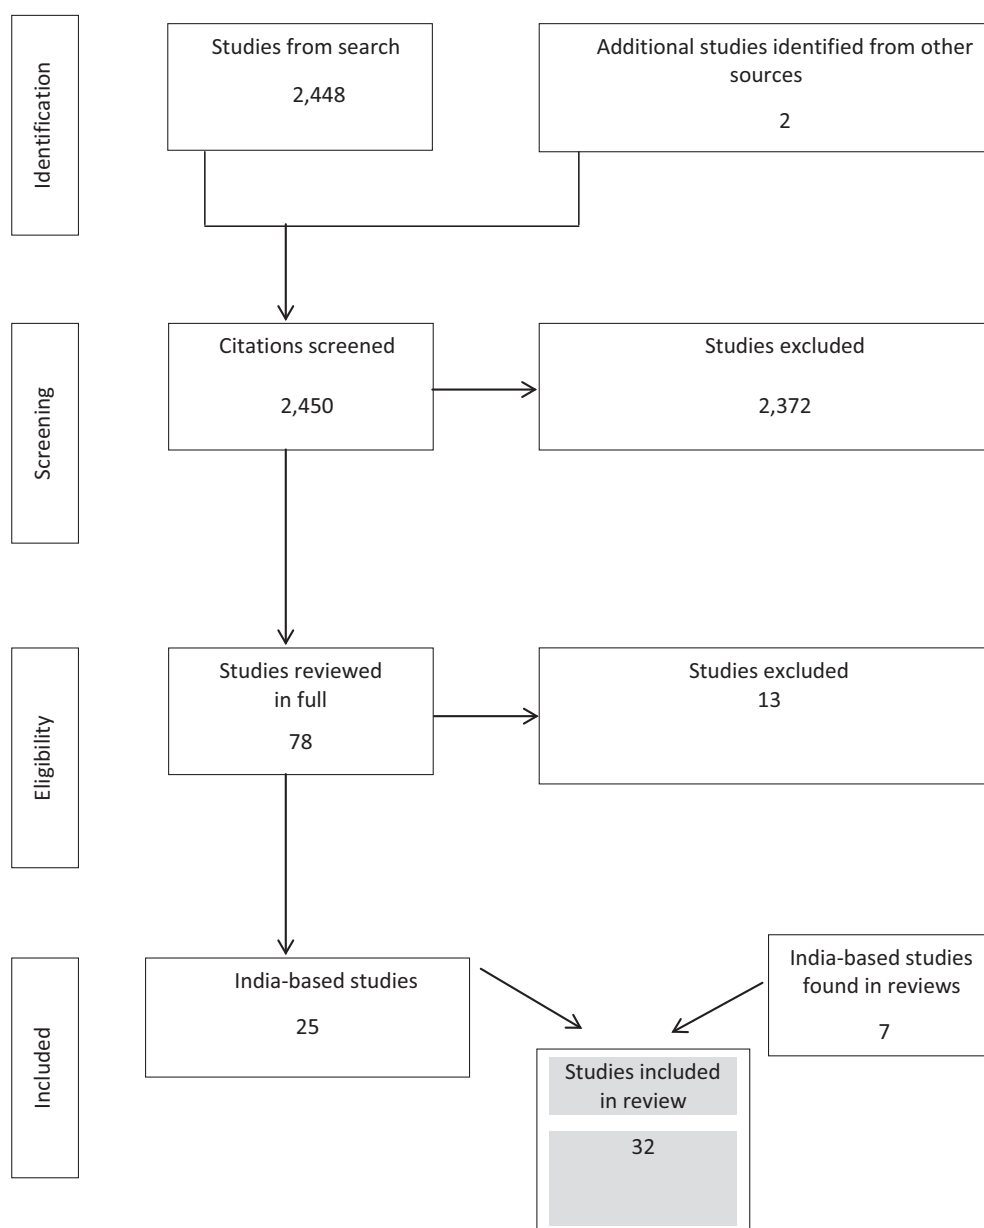 Identification
Studies from search
2,448
Additional studies identified from other
sources
2
Screening
Citations screened
2,450
Studies excluded
2,372
Eligibility
Studies reviewed
in full
78
Studies excluded
13
Included
India-based studies
25
India-based studies
found in reviews
7
Studies included
in review
32